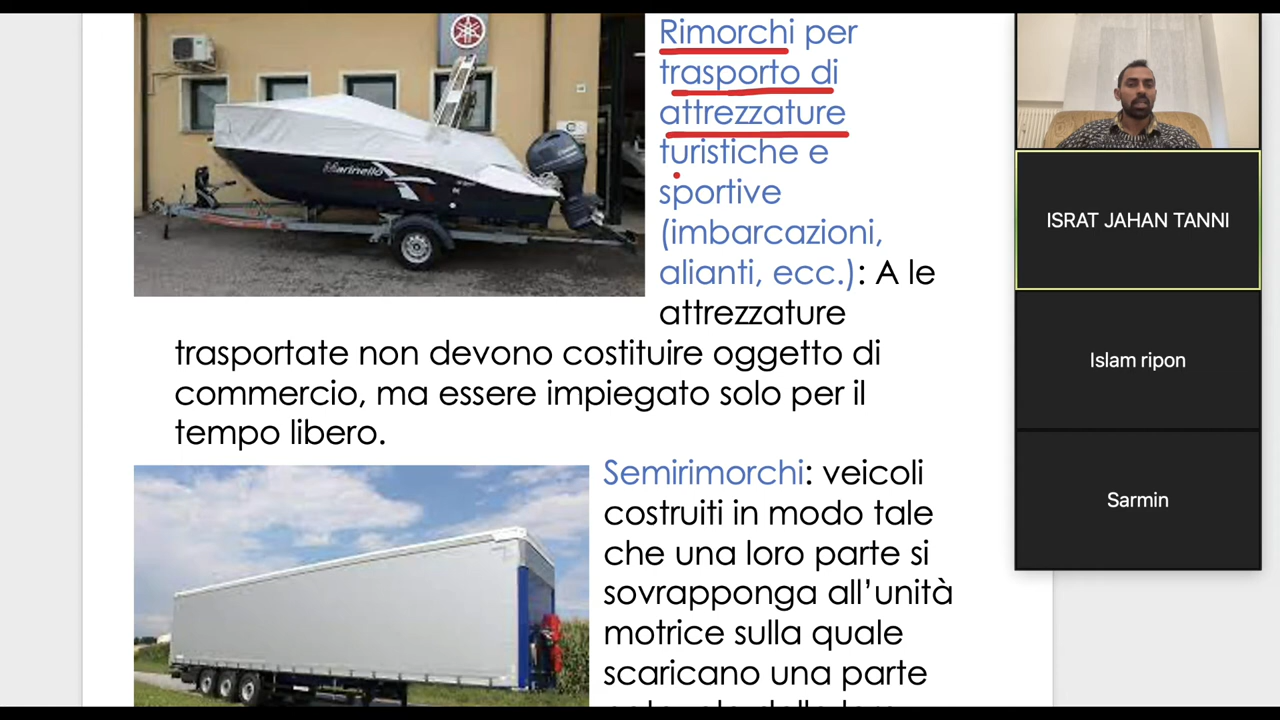 Rimorchi per
trasporto di
attrezzature
turistiche e
sportive
(imbarcazioni,
alianti, ecc.): A le
attrezzature
trasportate non devono costituire oggetto di
commercio, ma essere impiegato solo per il
tempo libero.
Marinello
Semirimorchi: veicoli
costruiti in modo tale
che una loro parte si
sovrapponga all'unità
motrice sulla quale
scaricano una parte
ISRAT JAHAN TANNI
Islam ripon
Sarmin